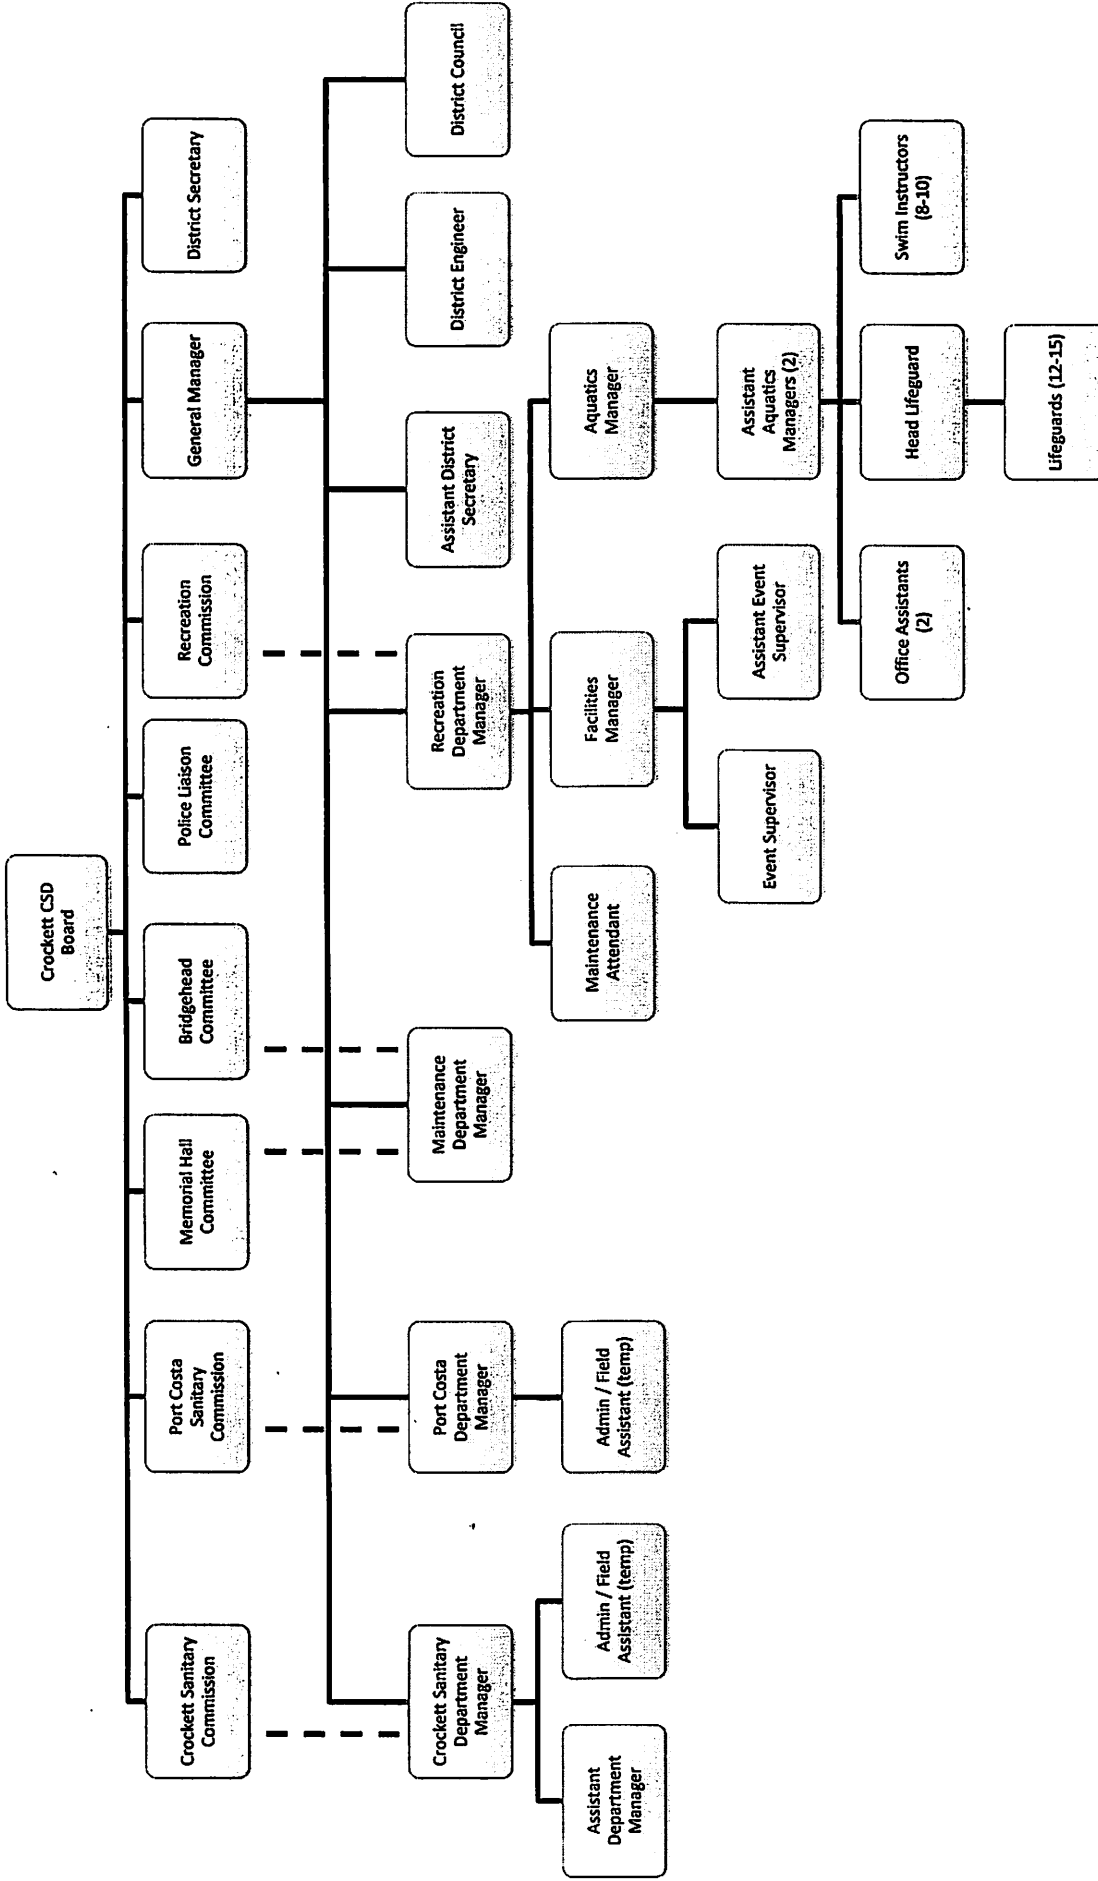 Crockett CSD
Board
Crockett Sanitary
Commission
Port Costa
Sanitary
Commission
Memorial Hall
Committee
Bridgehead
Committee
Police Liaison
Committee
Recreation
Commission
General Manager
District Secretary
Crockett Sanitary
Department
Manager
Port Costa
Department
Manager
Maintenance
Department
Manager
Recreation
Department
Manager
Assistant District
Secretary
District Engineer
District Council
Assistant
Department
Manager
Admin / Field
Assistant (temp)
Admin / Field
Assistant (temp)
Maintenance
Attendant
Facilities
Manager
Aquatics
Manager
Event Supervisor
Assistant Event
Supervisor
Assistant
Aquatics
Managers (2)
Office Assistants
(2)
Head Lifeguard
Swim Instructors
(8-10)
Lifeguards (12-15)